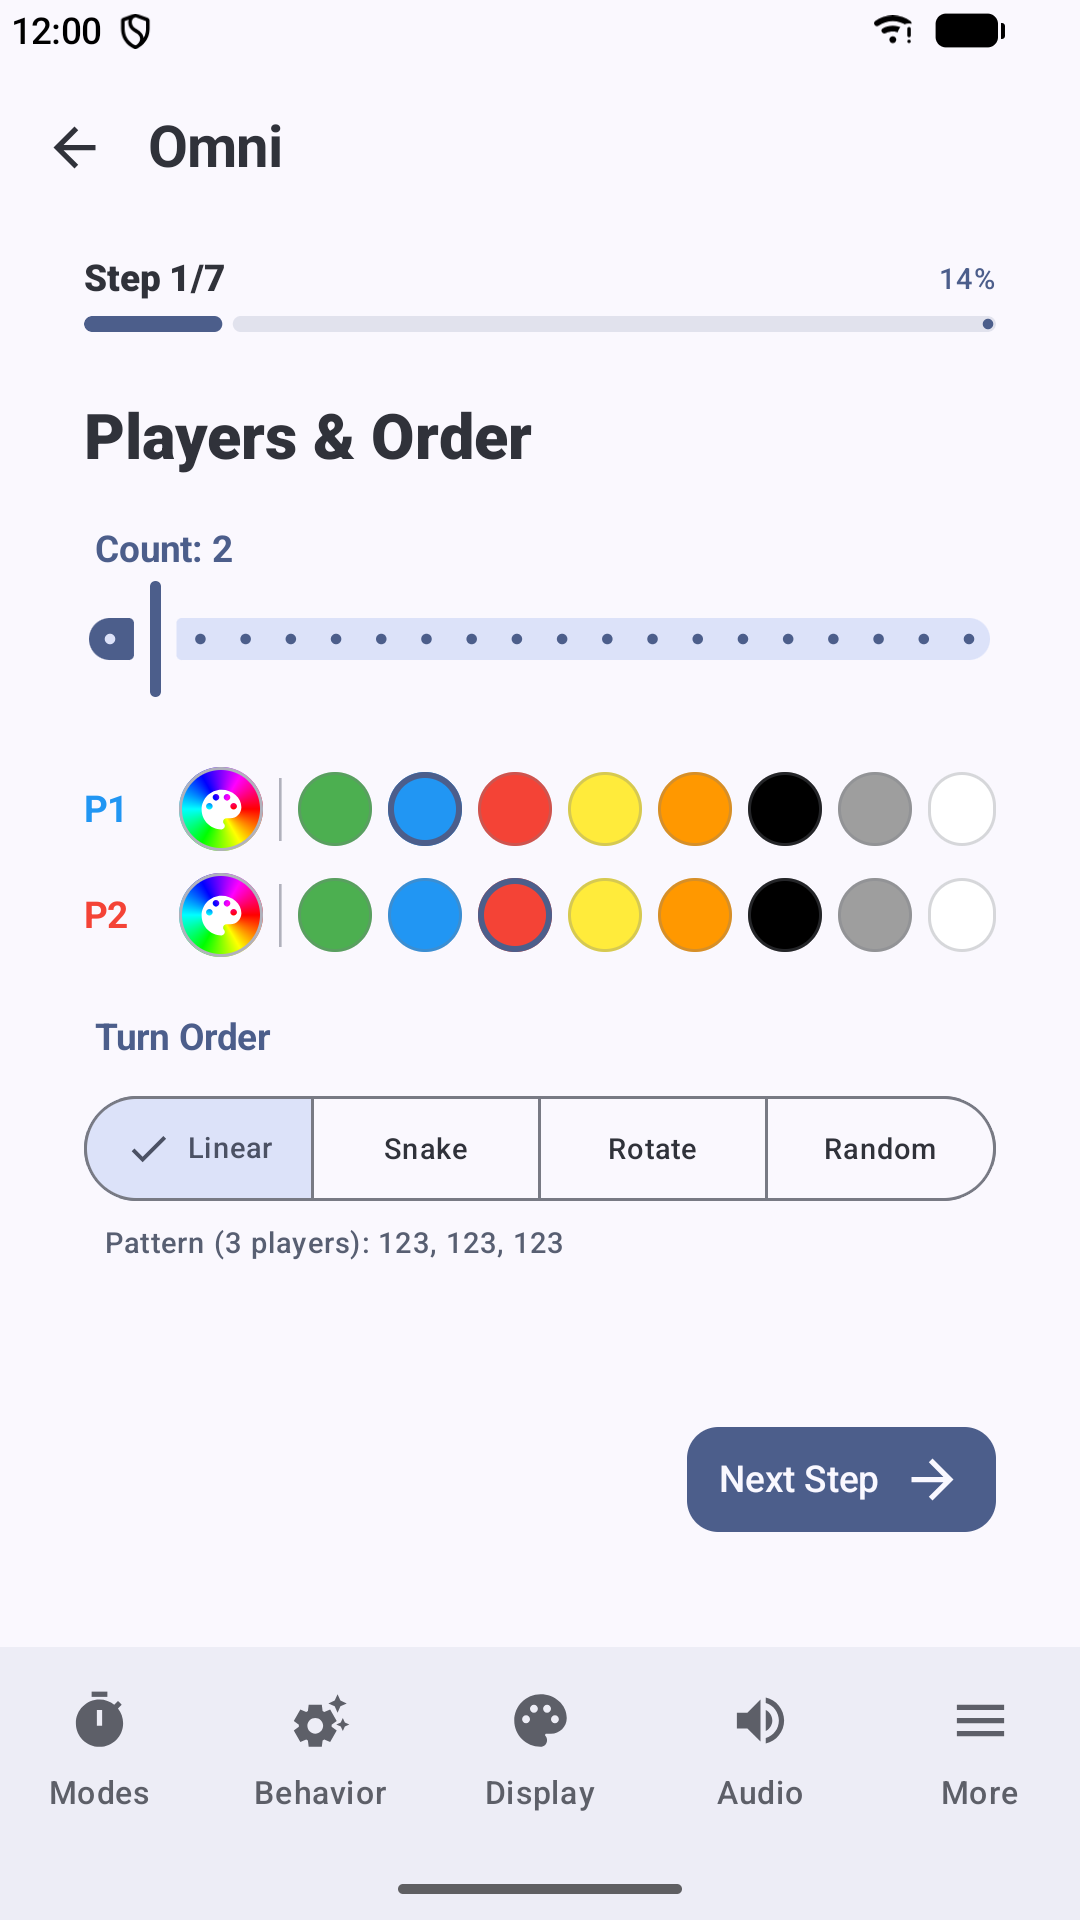 12:00
Omni
Step 1/7
14%
Players & Order
Count: 2
P1
P2
Turn Order
Linear
Snake
Rotate
Random
Pattern (3 players): 123, 123, 123
Next Step
Modes
Behavior
Display
Audio
More